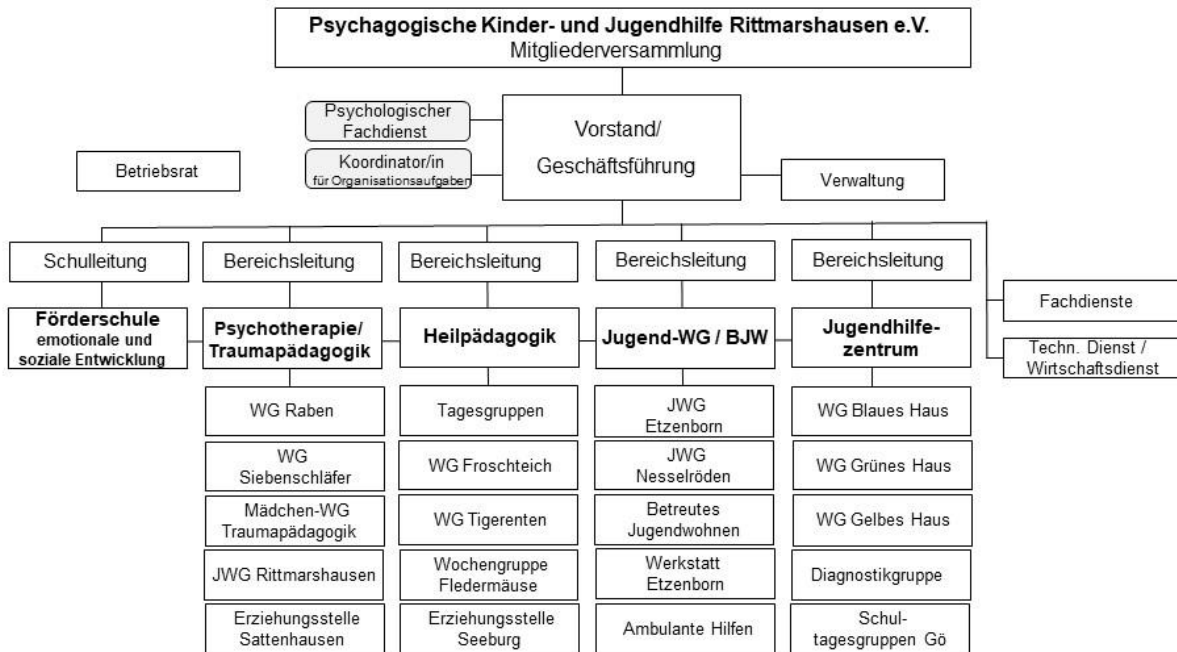 Psychagogische Kinder- und Jugendhilfe Rittmarshausen e.V.
Mitgliederversammlung
Psychologischer
Fachdienst
Vorstand/
Geschäftsführung
Koordinator/in
für Organisationsaufgaben
Betriebsrat
Verwaltung
Schulleitung
Bereichsleitung
Bereichsleitung
Bereichsleitung
Bereichsleitung
Fachdienste
Techn. Dienst /
Wirtschaftsdienst
Förderschule
emotionale und
soziale Entwicklung
Psychotherapie/
Traumapädagogik
Heilpädagogik
Jugend-WG / BJW
Jugendhilfe-
zentrum
WG Raben
WG
Siebenschläfer
Mädchen-WG
Traumapädagogik
JWG Rittmarshausen
Erziehungsstelle
Sattenhausen
Tagesgruppen
WG Froschteich
WG Tigerenten
Wochengruppe
Fledermäuse
Erziehungsstelle
Seeburg
JWG
Etzenborn
JWG
Nesselröden
Betreutes
Jugendwohnen
Werkstatt
Etzenborn
Ambulante Hilfen
WG Blaues Haus
WG Grünes Haus
WG Gelbes Haus
Diagnostikgruppe
Schul-
tagesgruppen Gö